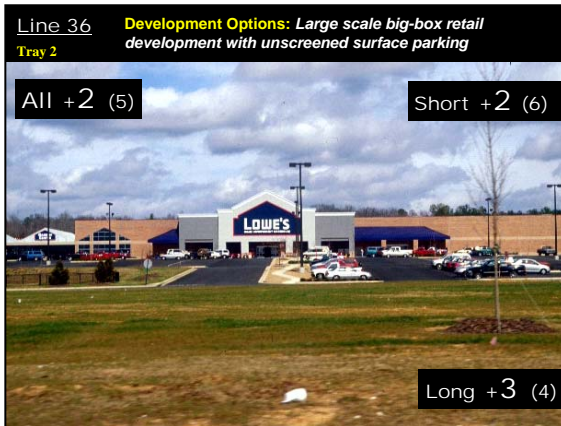 Line 36
Tray 2
Development Options: Large scale big-box retail
development with unscreened surface parking
All +2 (5)
Short +2 (6)
LOWE'S
Long +3 (4)